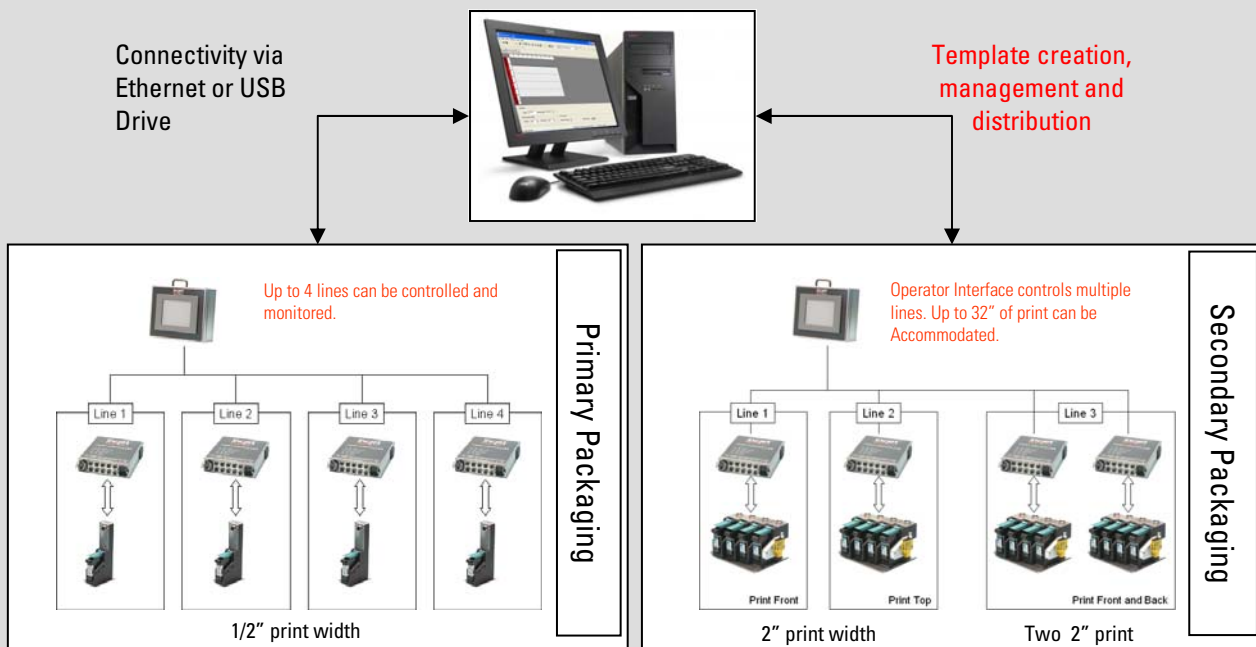 Connectivity via
Ethernet or USB
Drive
Template creation,
management and
distribution
Up to 4 lines can be controlled and
monitored.
Line 1
Line 2
Line 3
Line 4
1/2" print width
Primary Packaging
Operator Interface controls multiple
lines. Up to 32" of print can be
Accommodated.
Line 1
Line 2
Line 3
Print Front
Print Top
Print Front and Back
2" print width
Two 2" print
Secondary Packaging